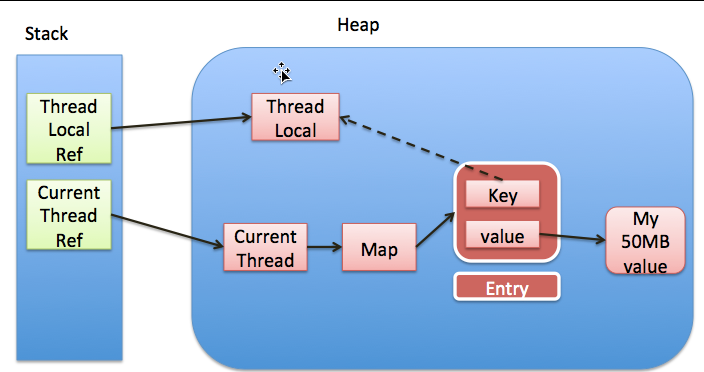 Stack
Heap
Thread
Local
Ref
Thread
Local
Current
Thread
Ref
Key
value
Current
Thread
Map
My
50MB
value
Entry